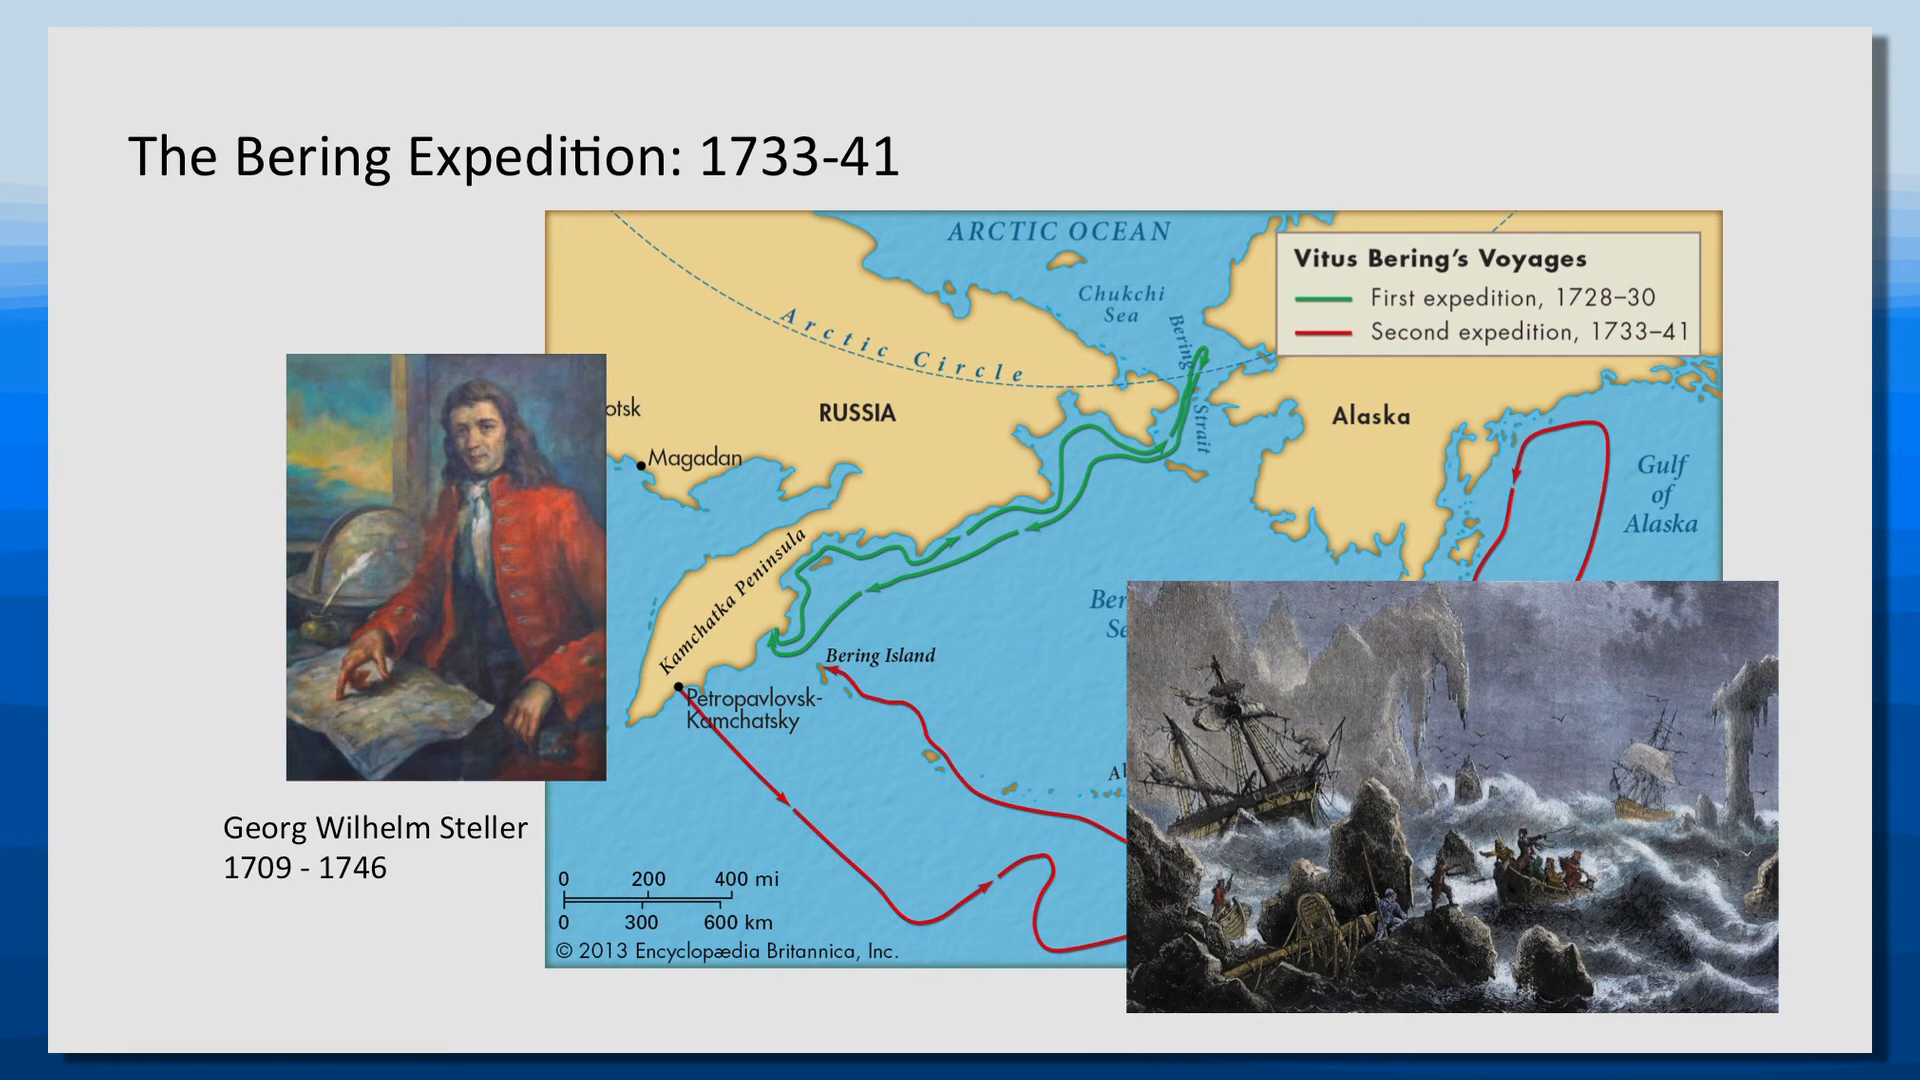 The Bering Expedition: 1733-41
ARCTIC OCEAN
Vitus Bering's Voyages
First expedition, 1728–30
Second expedition, 1733–41
Chukchi
Sea
Bering
Strait
Arctic Circle
otsk
RUSSIA
Alaska
Magadan
Gulf
of
Alaska
Kamchatka Peninsula
Ber
Se
Bering Island
Petropavlovsk-
Kamchatsky
Al
Georg Wilhelm Steller
1709 - 1746
0 200 400 mi
0 300 600 km
© 2013 Encyclopædia Britannica, Inc.